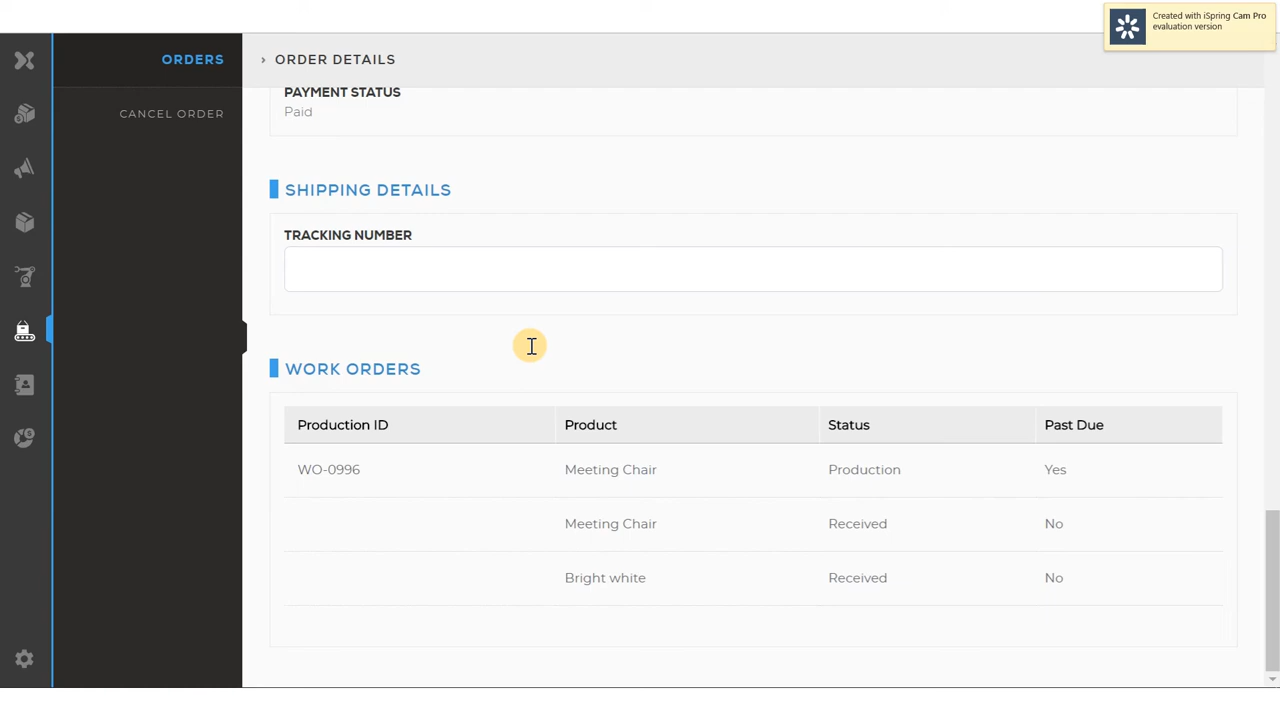 Created with iSpring Cam Pro
evaluation version
ORDERS
› ORDER DETAILS
CANCEL ORDER
PAYMENT STATUS
Paid
SHIPPING DETAILS
TRACKING NUMBER
WORK ORDERS
Production ID Product Status Past Due
WO-0996 Meeting Chair Production Yes
Meeting Chair Received No
Bright white Received No